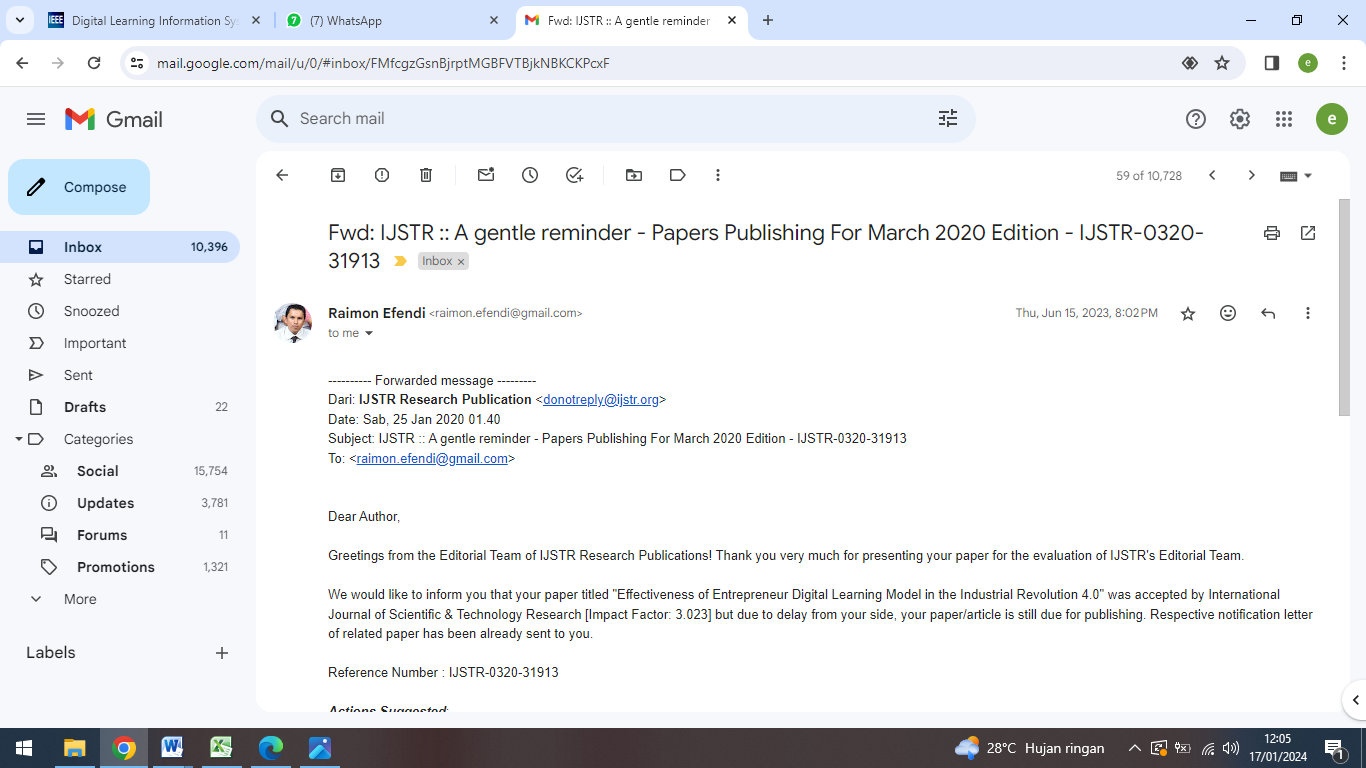 Digital Learning Information Sys
(7) WhatsApp
Fwd: IJSTR :: A gentle reminder
mail.google.com/mail/u/0/#inbox/FMfcgzGsnBjrptMGBFVTBjkNBKCKPcxF
e
Gmail
Search mail
e
Compose
59 of 10,728
Inbox 10,396
Starred
Snoozed
Important
Sent
Drafts 22
Categories
Social 15,754
Updates 3,781
Forums 11
Promotions 1,321
More
Labels
Fwd: IJSTR :: A gentle reminder - Papers Publishing For March 2020 Edition - IJSTR-0320-
31913 Inbox x
Raimon Efendi <raimon.efendi@gmail.com> Thu, Jun 15, 2023, 8:02 PM
to me
---------- Forwarded message ---------
Dari: IJSTR Research Publication <donotreply@ijstr.org>
Date: Sab, 25 Jan 2020 01.40
Subject: IJSTR :: A gentle reminder - Papers Publishing For March 2020 Edition - IJSTR-0320-31913
To: <raimon.efendi@gmail.com>
Dear Author,
Greetings from the Editorial Team of IJSTR Research Publications! Thank you very much for presenting your paper for the evaluation of IJSTR's Editorial Team.
We would like to inform you that your paper titled "Effectiveness of Entrepreneur Digital Learning Model in the Industrial Revolution 4.0" was accepted by International
Journal of Scientific & Technology Research [Impact Factor: 3.023] but due to delay from your side, your paper/article is still due for publishing. Respective notification letter
of related paper has been already sent to you.
Reference Number : IJSTR-0320-31913
Actions Suggested:
28°C Hujan ringan
12:05
17/01/2024
1